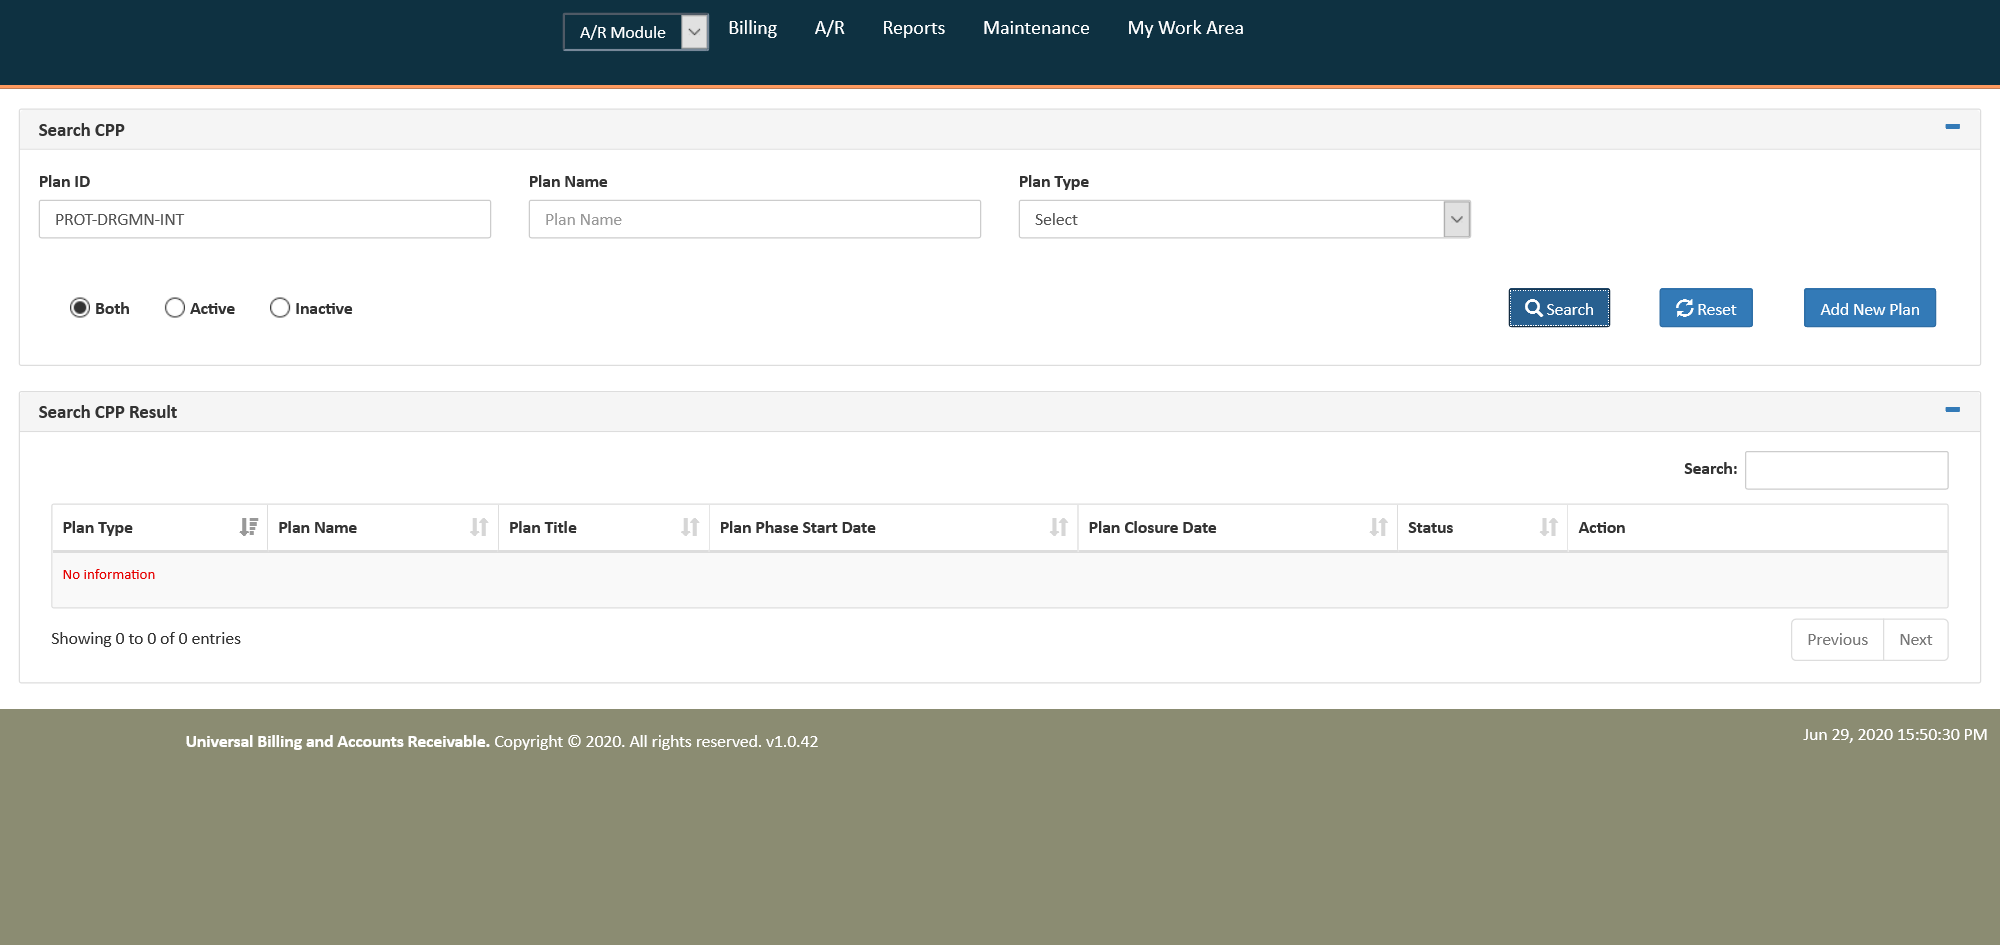 A/R Module Billing A/R Reports Maintenance My Work Area
Search CPP
Plan ID Plan Name Plan Type
PROT-DRGMN-INT Plan Name Select
Both Active Inactive Search Reset Add New Plan
Search CPP Result
Search:
Plan Type Plan Name Plan Title Plan Phase Start Date Plan Closure Date Status Action
No information
Showing 0 to 0 of 0 entries Previous Next
Universal Billing and Accounts Receivable. Copyright © 2020. All rights reserved. v1.0.42 Jun 29, 2020 15:50:30 PM